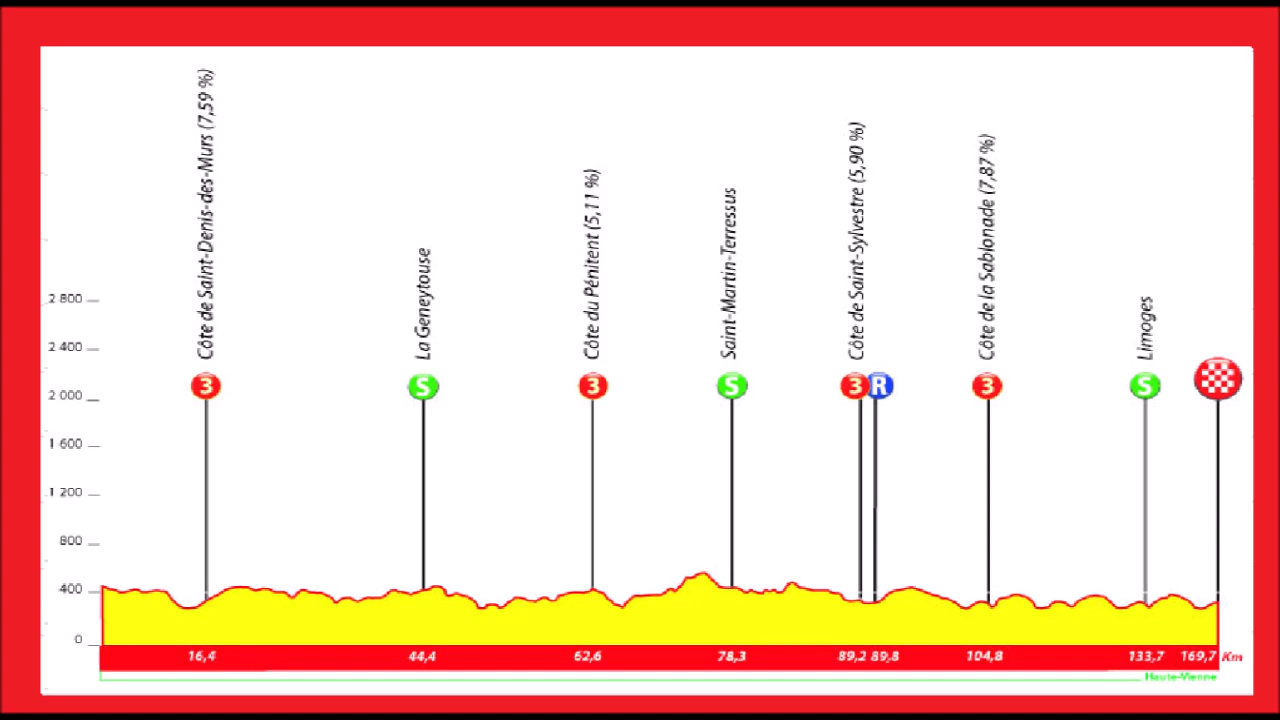 Côte de Saint-Denis-des-Murs (7,59 %)
La Geneytouse
Côte du Pénitent (5,11 %)
Saint-Martin-Terressus
Côte de Saint-Sylvestre (5,90 %)
Côte de la Sablonade (7,87 %)
Limoges
3
S
3
S
3
R
3
S
2 800
2 400
2 000
1 600
1 200
800
400
0
16,4 44,4 62,6 78,3 89,2 89,8 104,8 133,7 169,7 Km
Haute-Vienne